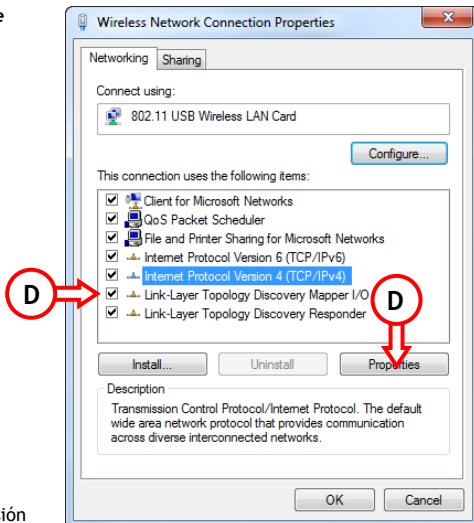 e
Wireless Network Connection Properties
Networking Sharing
Connect using:
802.11 USB Wireless LAN Card
Configure...
This connection uses the following items:
Client for Microsoft Networks
QoS Packet Scheduler
File and Printer Sharing for Microsoft Networks
Internet Protocol Version 6 (TCP/IPv6)
Internet Protocol Version 4 (TCP/IPv4)
D
Link-Layer Topology Discovery Mapper I/O
D
Link-Layer Topology Discovery Responder
Install... Uninstall Properties
Description
Transmission Control Protocol/Internet Protocol. The default
wide area network protocol that provides communication
across diverse interconnected networks.
OK Cancel
sión